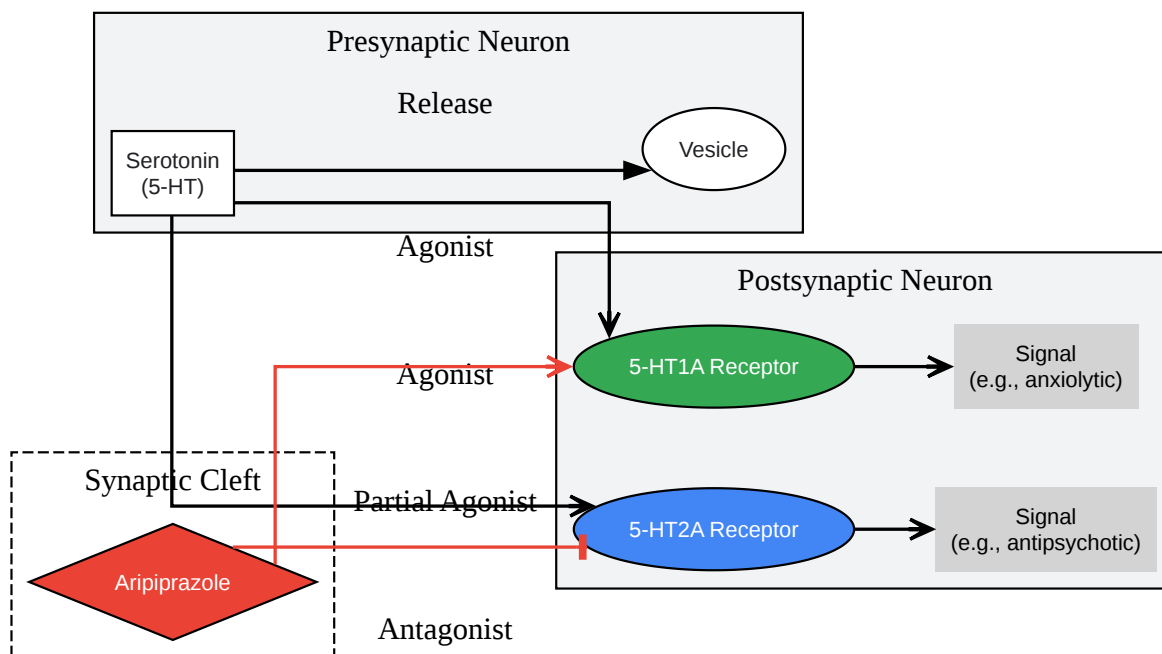 Presynaptic Neuron
Release
Serotonin
(5-HT)
Vesicle
Agonist
Postsynaptic Neuron
5-HT1A Receptor
Signal
(e.g., anxiolytic)
Agonist
Synaptic Cleft
Partial Agonist
5-HT2A Receptor
Signal
(e.g., antipsychotic)
Aripiprazole
Antagonist